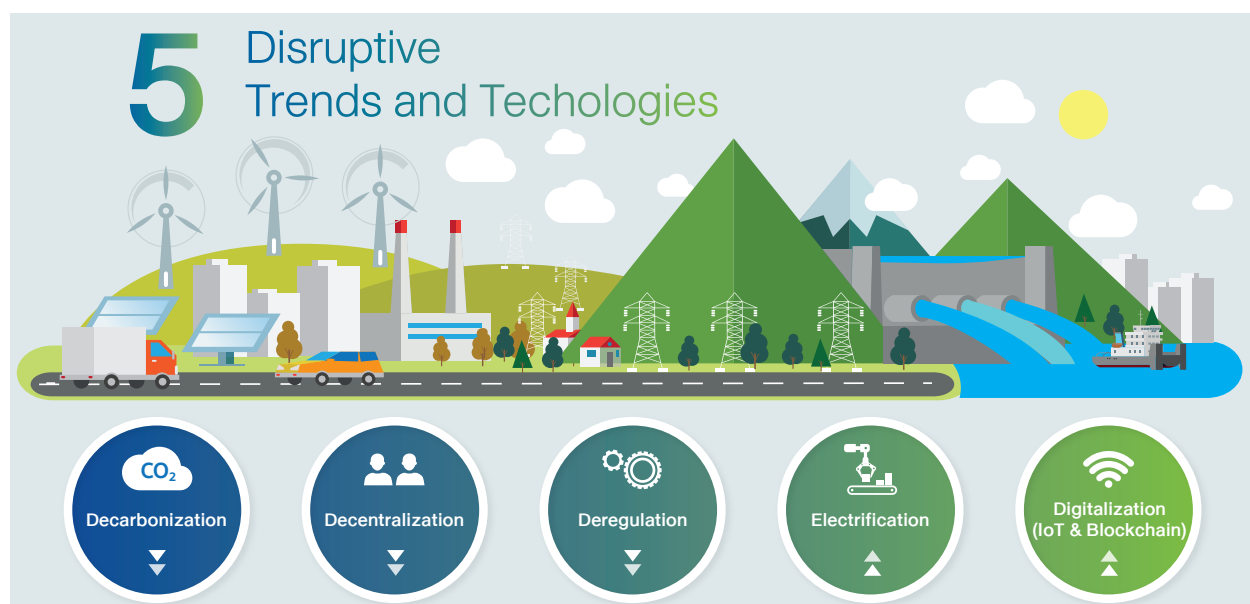 5
Disruptive
Trends and Techologies
CO₂
Decarbonization
Decentralization
Deregulation
Electrification
Digitalization
(IoT & Blockchain)